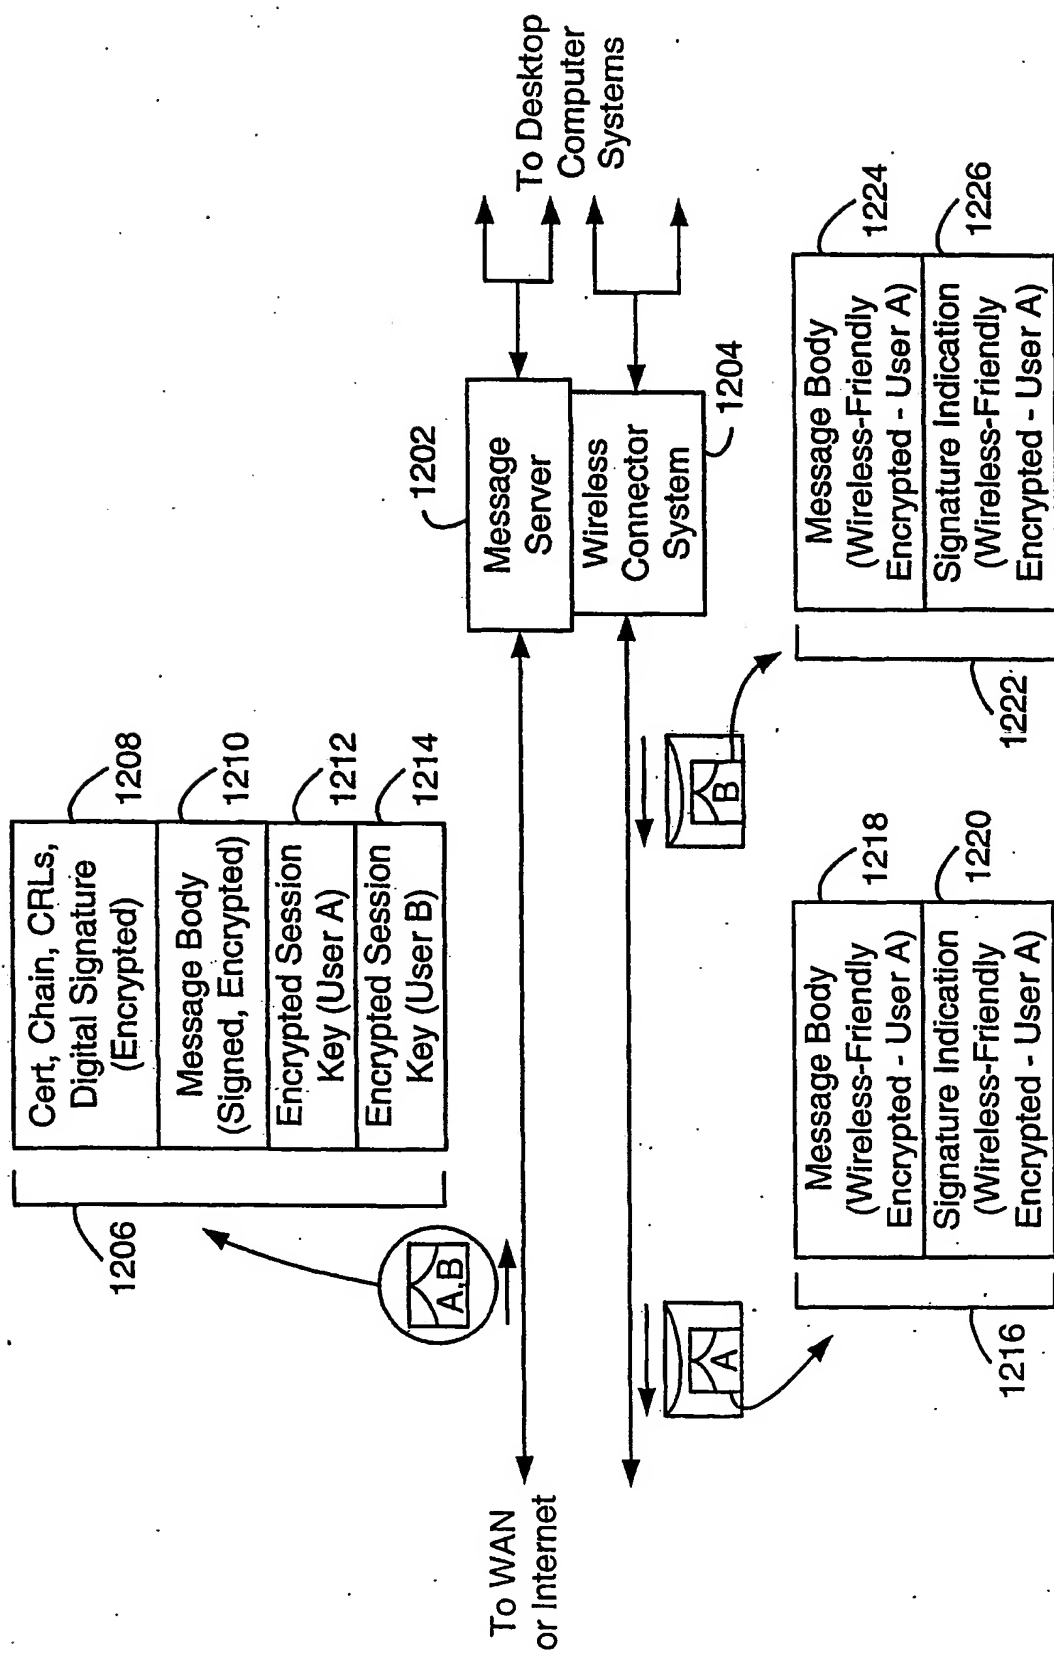 Cert, Chain, CRLs,
Digital Signature
(Encrypted)
1208
Message Body
(Signed, Encrypted)
1210
Encrypted Session
Key (User A)
1212
Encrypted Session
Key (User B)
1214
1206
A,B
To WAN
or Internet
1202
Message
Server
Wireless
Connector
System
1204
To Desktop
Computer
Systems
A
B
1216
Message Body
(Wireless-Friendly
Encrypted - User A)
1218
Signature Indication
(Wireless-Friendly
Encrypted - User A)
1220
1222
Message Body
(Wireless-Friendly
Encrypted - User A)
1224
Signature Indication
(Wireless-Friendly
Encrypted - User A)
1226